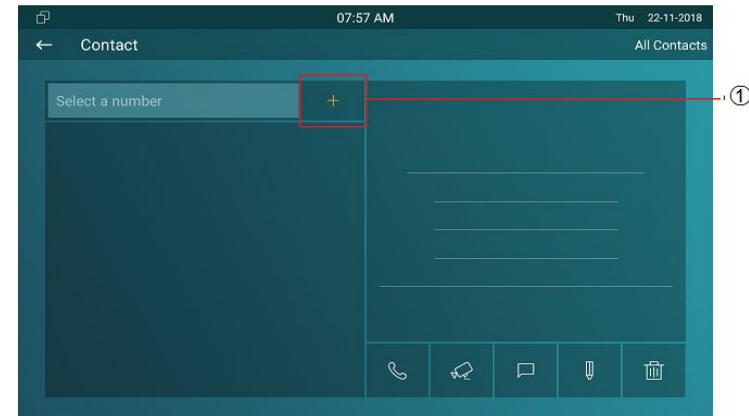 07:57 AM
Thu 22-11-2018
Contact
All Contacts
Select a number
+
①